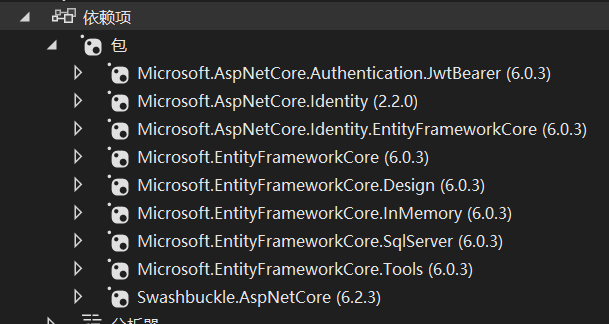 依赖项
包
Microsoft.AspNetCore.Authentication.JwtBearer (6.0.3)
Microsoft.AspNetCore.Identity (2.2.0)
Microsoft.AspNetCore.Identity.EntityFrameworkCore (6.0.3)
Microsoft.EntityFrameworkCore (6.0.3)
Microsoft.EntityFrameworkCore.Design (6.0.3)
Microsoft.EntityFrameworkCore.InMemory (6.0.3)
Microsoft.EntityFrameworkCore.SqlServer (6.0.3)
Microsoft.EntityFrameworkCore.Tools (6.0.3)
Swashbuckle.AspNetCore (6.2.3)
分析器